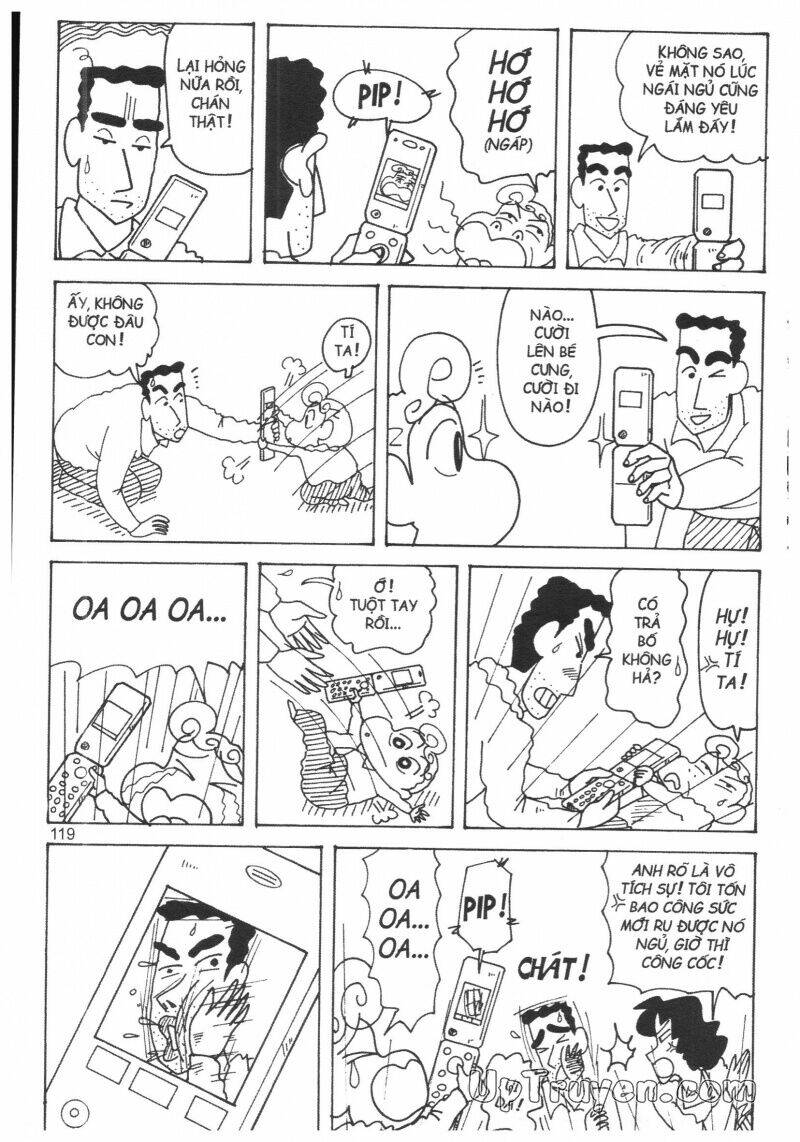 LẠI HỎNG
NỮA RỒI,
CHÁN
THẬT!
PIP!
HỚ
HỚ
HỚ
(NGÁP)
KHÔNG SAO,
VẺ MẶT NÓ LÚC
NGÁI NGỦ CŨNG
ĐÁNG YÊU
LẮM ĐẤY!
ẤY, KHÔNG
ĐƯỢC ĐÂU
CON!
TÍ
TA!
NÀO...
CƯỜI
LÊN BÉ
CƯNG,
CƯỜI ĐI
NÀO!
OA OA OA...
Ớ!
TUỘT TAY
RỒI...
CÓ
TRẢ
BỐ
KHÔNG
HẢ?
HỰ!
HỰ!
TÍ
TA!
119
OA
OA...
OA...
PIP!
CHÁT!
ANH RÕ LÀ VÔ
TÍCH SỰ! TÔI TỐN
BAO CÔNG SỨC
MỚI RU ĐƯỢC NÓ
NGỦ, GIỜ THÌ
CÔNG CỐC!
UpTruyen.com